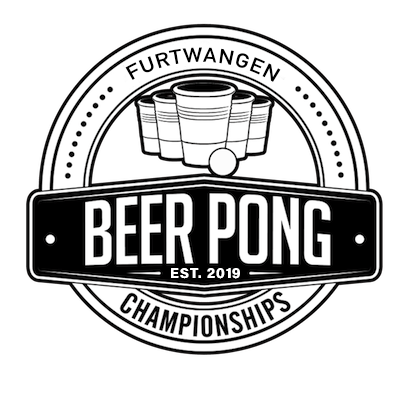 FURTWANGEN
BEER PONG
EST. 2019
CHAMPIONSHIPS